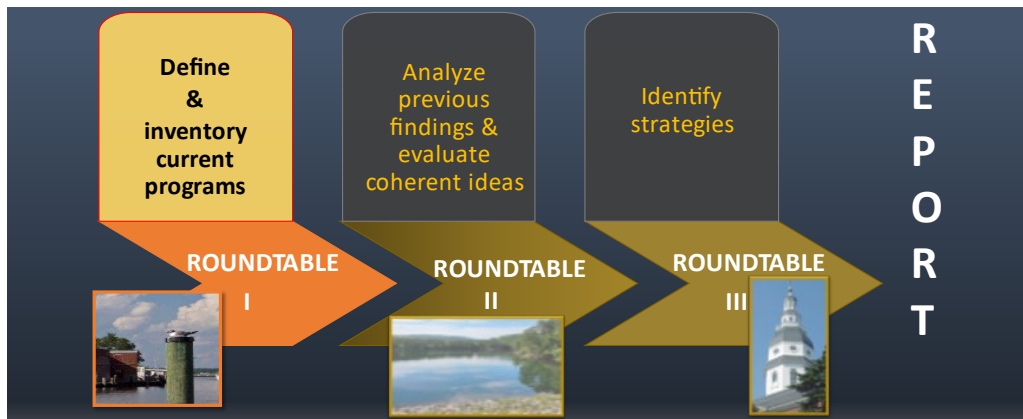 Define
&
inventory
current
programs
ROUNDTABLE
I
Analyze
previous
findings &
evaluate
coherent ideas
ROUNDTABLE
II
Identify
strategies
ROUNDTABLE
III
R
E
P
O
R
T